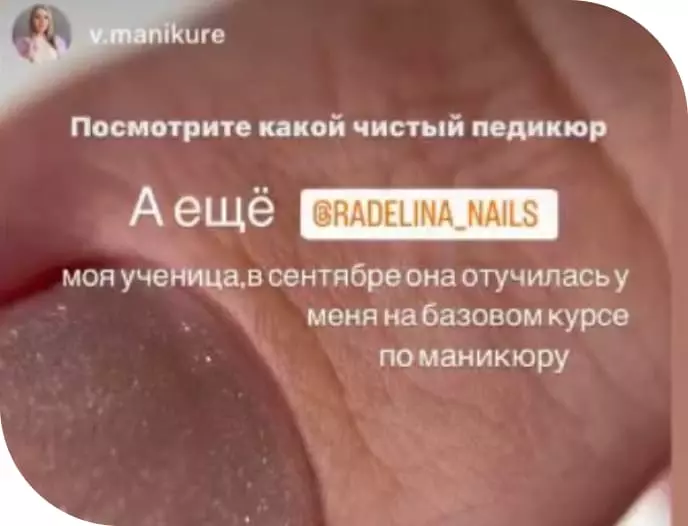 v.manikure
Посмотрите какой чистый педикюр
А ещё @RADELINA_NAILS
моя ученица,в сентябре она отучилась у
меня на базовом курсе
по маникюру